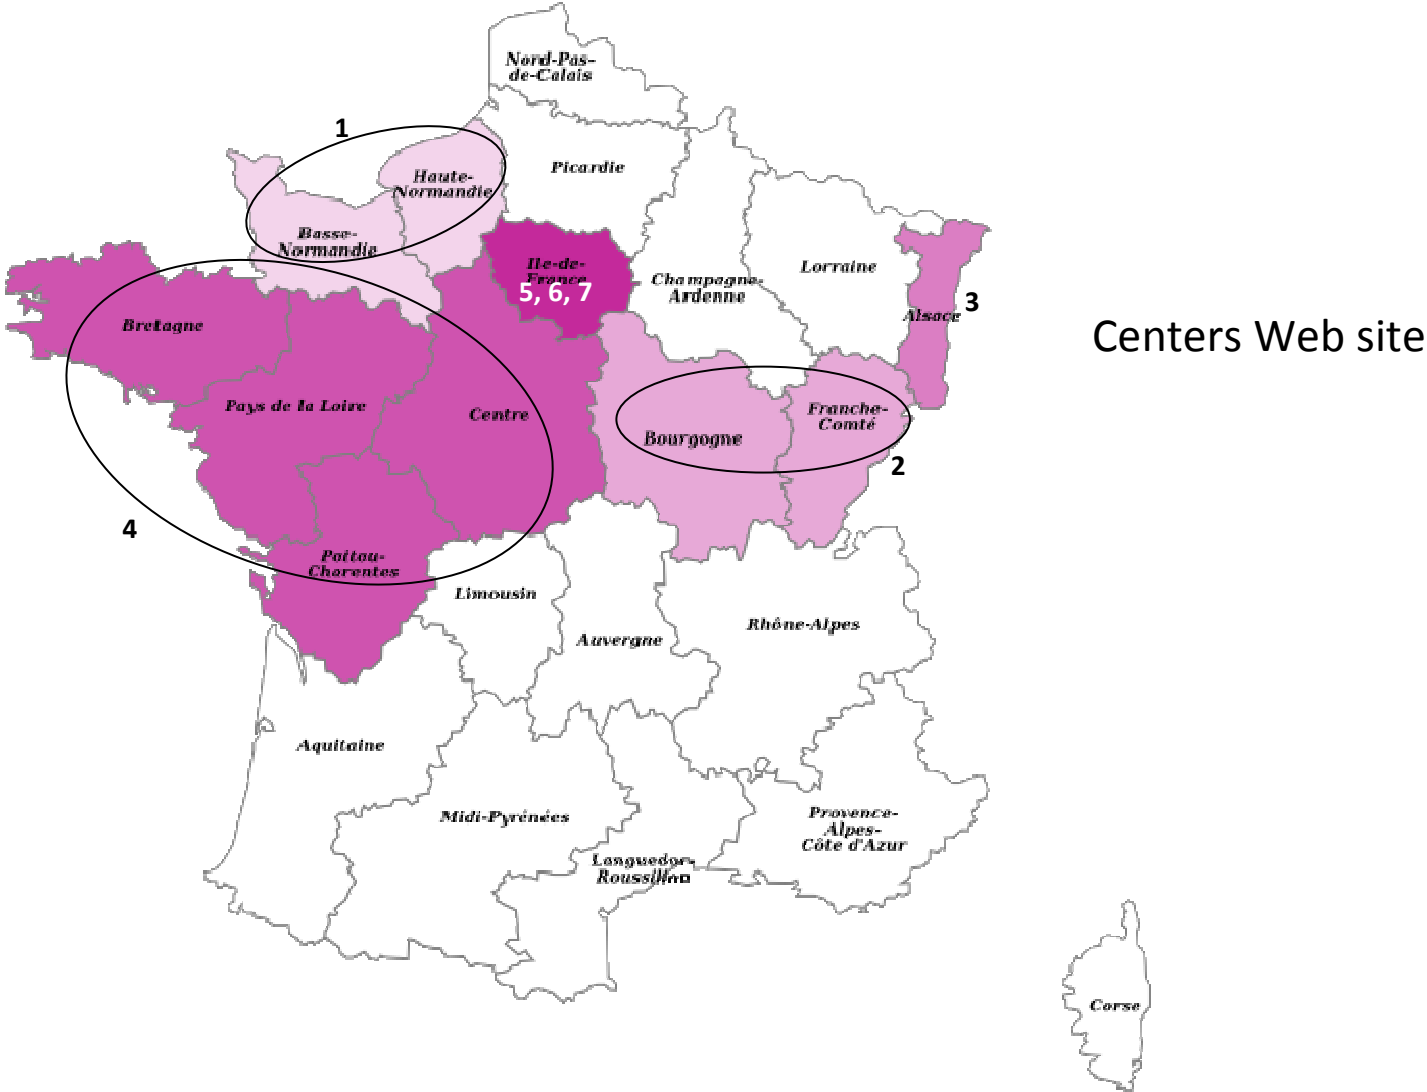 Nord-Pas-
de-Calais
1
Picardie
Haute-
Normandie
Basse-
Normandie
Ile-de-
France
5, 6, 7
Champagne-
Ardenne
Lorraine
Alsace
3
Centers Web site
Bretagne
Pays de la Loire
Centre
Bourgogne
Franche-
Comté
2
4
Poitou-
Charentes
Limousin
Auvergne
Rhône-Alpes
Aquitaine
Midi-Pyrénées
Provence-
Alpes-
Côte d'Azur
Languedoc-
Roussillon
Corse